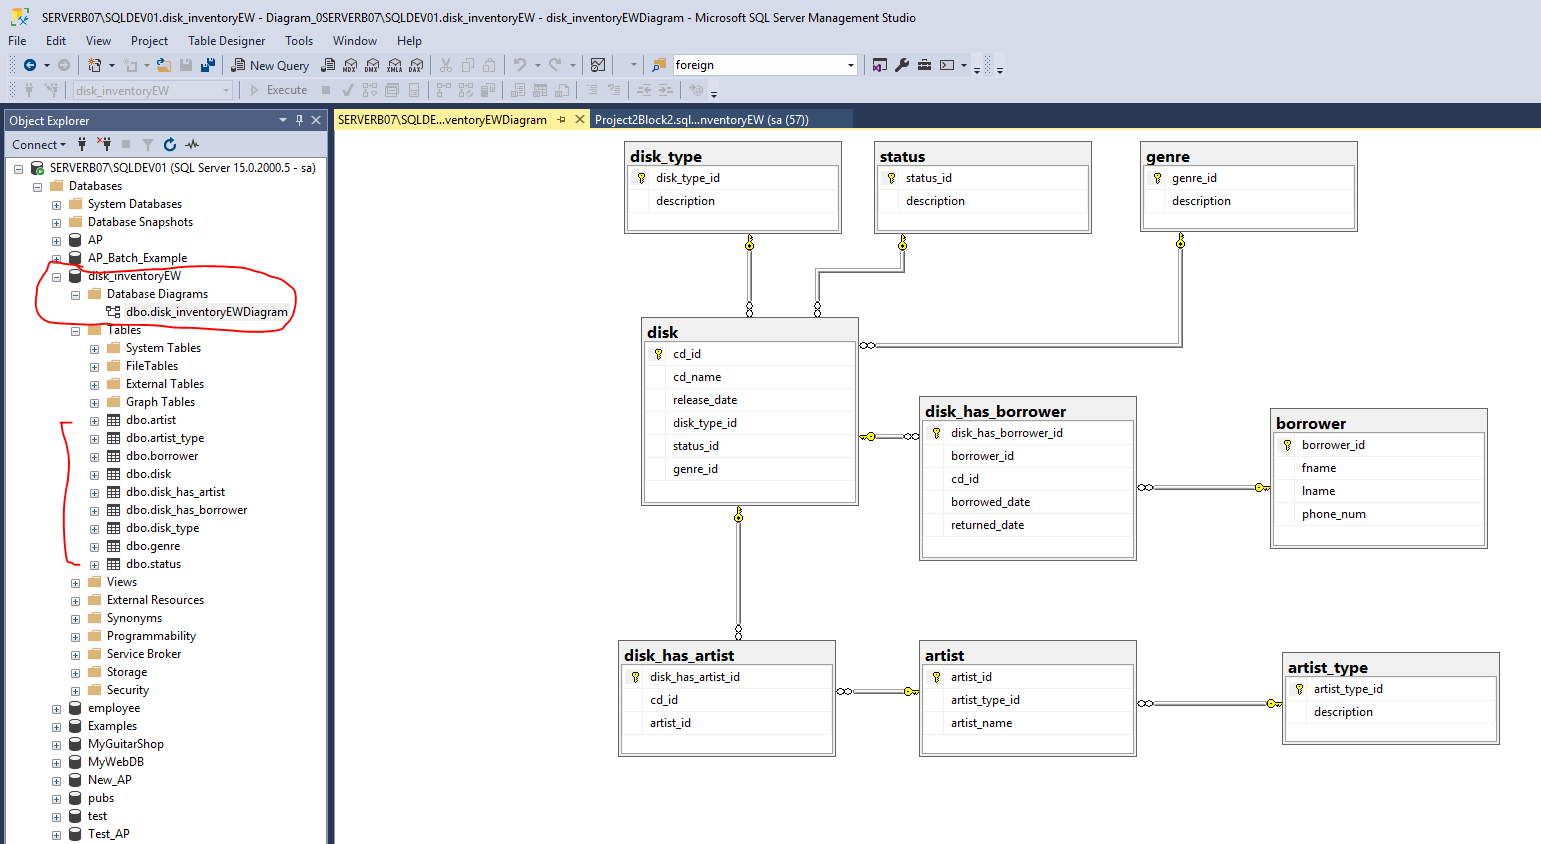 SERVERB07\SQLDEV01.disk_inventoryEW - Diagram_0SERVERB07\SQLDEV01.disk_inventoryEW - disk_inventoryEWDiagram - Microsoft SQL Server Management Studio
File Edit View Project Table Designer Tools Window Help
New Query MDX DMX XMLA DAX foreign
disk_inventoryEW Execute
Object Explorer
Connect
SERVERB07\SQLDEV01 (SQL Server 15.0.2000.5 - sa)
Databases
System Databases
Database Snapshots
AP
AP_Batch_Example
disk_inventoryEW
Database Diagrams
dbo.disk_inventoryEWDiagram
Tables
System Tables
FileTables
External Tables
Graph Tables
dbo.artist
dbo.artist_type
dbo.borrower
dbo.disk
dbo.disk_has_artist
dbo.disk_has_borrower
dbo.disk_type
dbo.genre
dbo.status
Views
External Resources
Synonyms
Programmability
Service Broker
Storage
Security
employee
Examples
MyGuitarShop
MyWebDB
New_AP
pubs
test
Test_AP
SERVERB07\SQLDE...ventoryEWDiagram
Project2Block2.sql...nventoryEW (sa (57))
disk_type
disk_type_id
description
status
status_id
description
genre
genre_id
description
disk
cd_id
cd_name
release_date
disk_type_id
status_id
genre_id
disk_has_borrower
disk_has_borrower_id
borrower_id
cd_id
borrowed_date
returned_date
borrower
borrower_id
fname
lname
phone_num
disk_has_artist
disk_has_artist_id
cd_id
artist_id
artist
artist_id
artist_type_id
artist_name
artist_type
artist_type_id
description